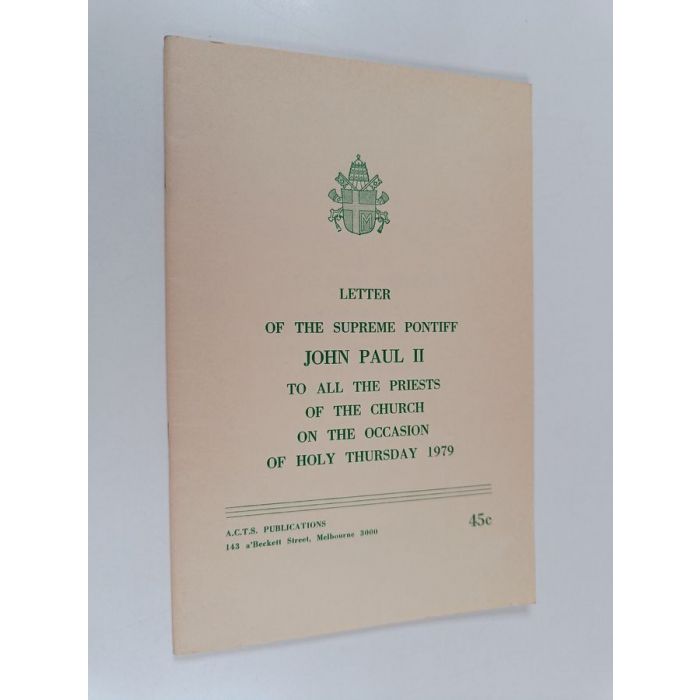 M
LETTER
OF THE SUPREME PONTIFF
JOHN PAUL II
TO ALL THE PRIESTS
OF THE CHURCH
ON THE OCCASION
OF HOLY THURSDAY 1979
A.C.T.S. PUBLICATIONS
143 a'Beckett Street, Melbourne 3000
45c